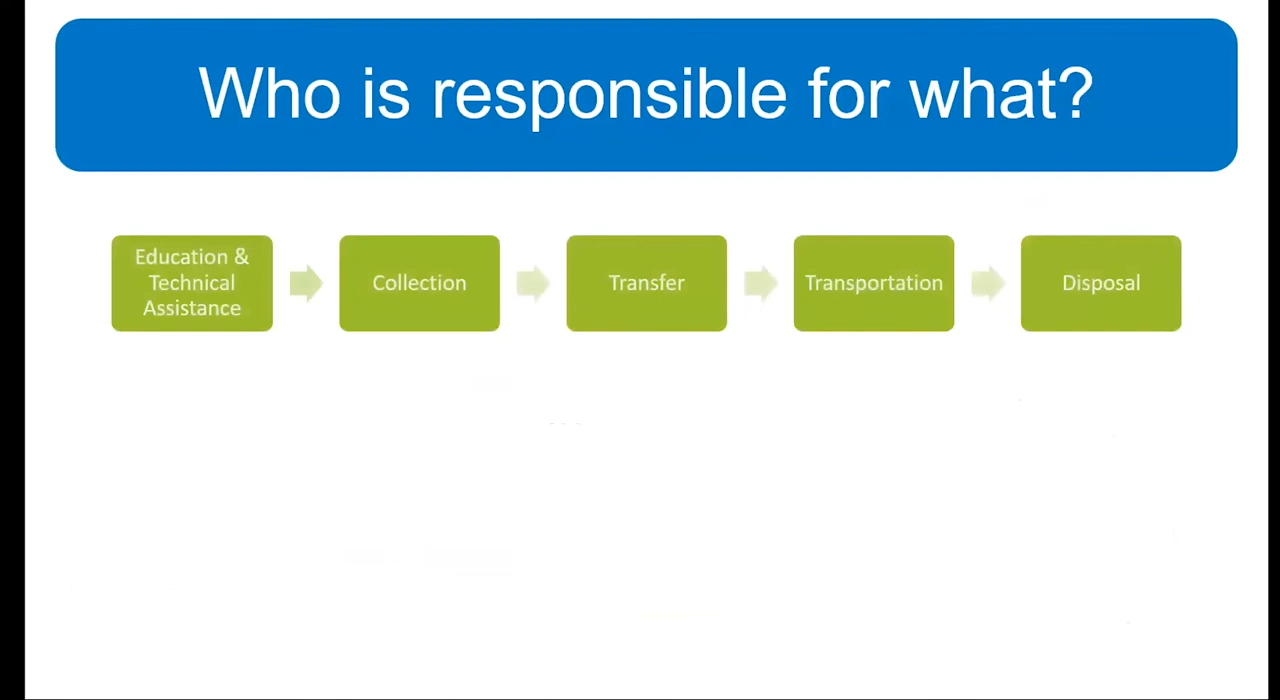 Who is responsible for what?
Education &
Technical
Assistance
Collection
Transfer
Transportation
Disposal